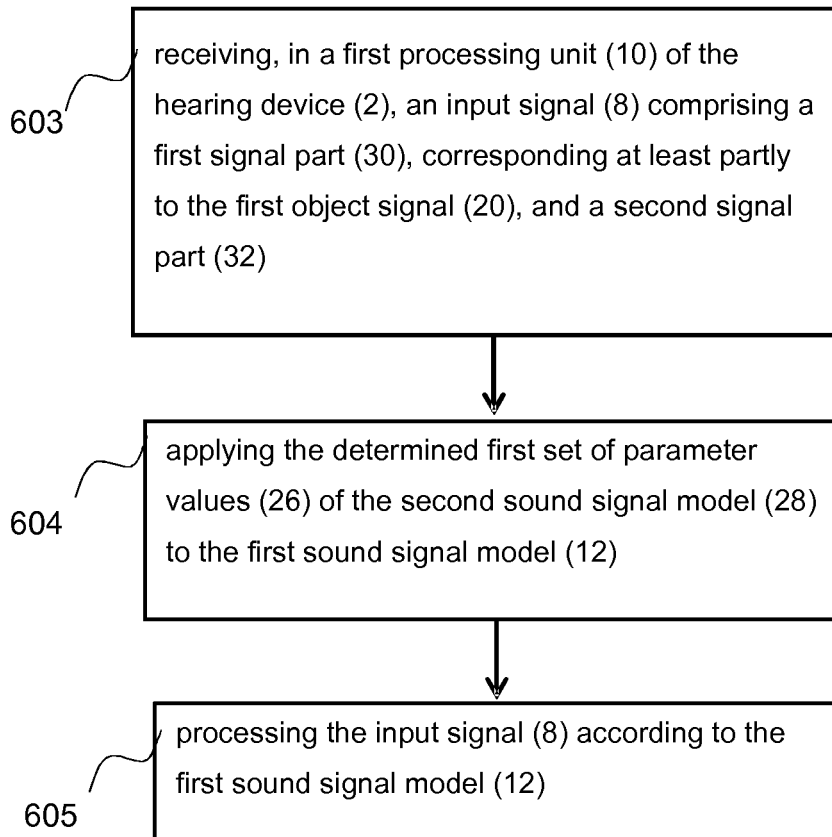 receiving, in a first processing unit (10) of the
hearing device (2), an input signal (8) comprising a
first signal part (30), corresponding at least partly
to the first object signal (20), and a second signal
part (32)
603
applying the determined first set of parameter
values (26) of the second sound signal model (28)
to the first sound signal model (12)
604
processing the input signal (8) according to the
first sound signal model (12)
605